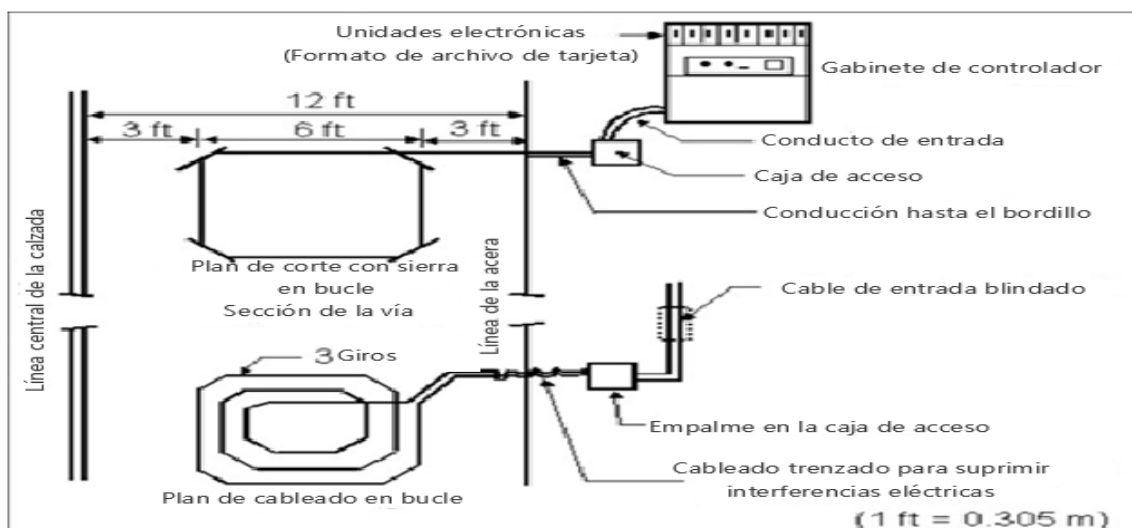 Unidades electrónicas
(Formato de archivo de tarjeta)
Gabinete de controlador
12 ft
3 ft
6 ft
3 ft
Conducto de entrada
Caja de acceso
Conducción hasta el bordillo
Línea central de la calzada
Plan de corte con sierra
en bucle
Sección de la vía
Línea de la acera
Cable de entrada blindado
3 Giros
Empalme en la caja de acceso
Cableado trenzado para suprimir
interferencias eléctricas
Plan de cableado en bucle
(1 ft = 0.305 m)